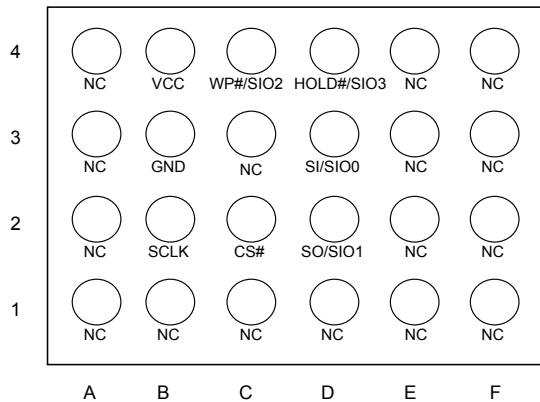 4
NC VCC WP#/SIO2 HOLD#/SIO3 NC NC
3
NC GND NC SI/SIO0 NC NC
2
NC SCLK CS# SO/SIO1 NC NC
1
NC NC NC NC NC NC
A B C D E F